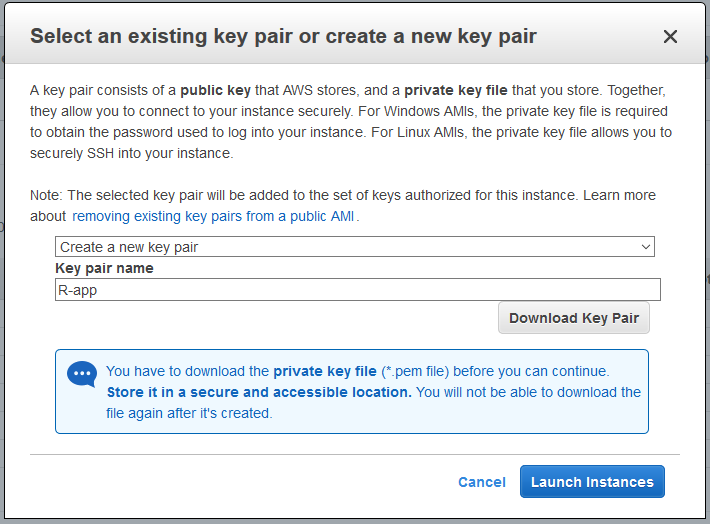 Select an existing key pair or create a new key pair
A key pair consists of a public key that AWS stores, and a private key file that you store. Together,
they allow you to connect to your instance securely. For Windows AMIs, the private key file is required
to obtain the password used to log into your instance. For Linux AMIs, the private key file allows you to
securely SSH into your instance.
Note: The selected key pair will be added to the set of keys authorized for this instance. Learn more
about removing existing key pairs from a public AMI.
Create a new key pair
Key pair name
R-app
Download Key Pair
You have to download the private key file (*.pem file) before you can continue.
Store it in a secure and accessible location. You will not be able to download the
file again after it's created.
Cancel
Launch Instances